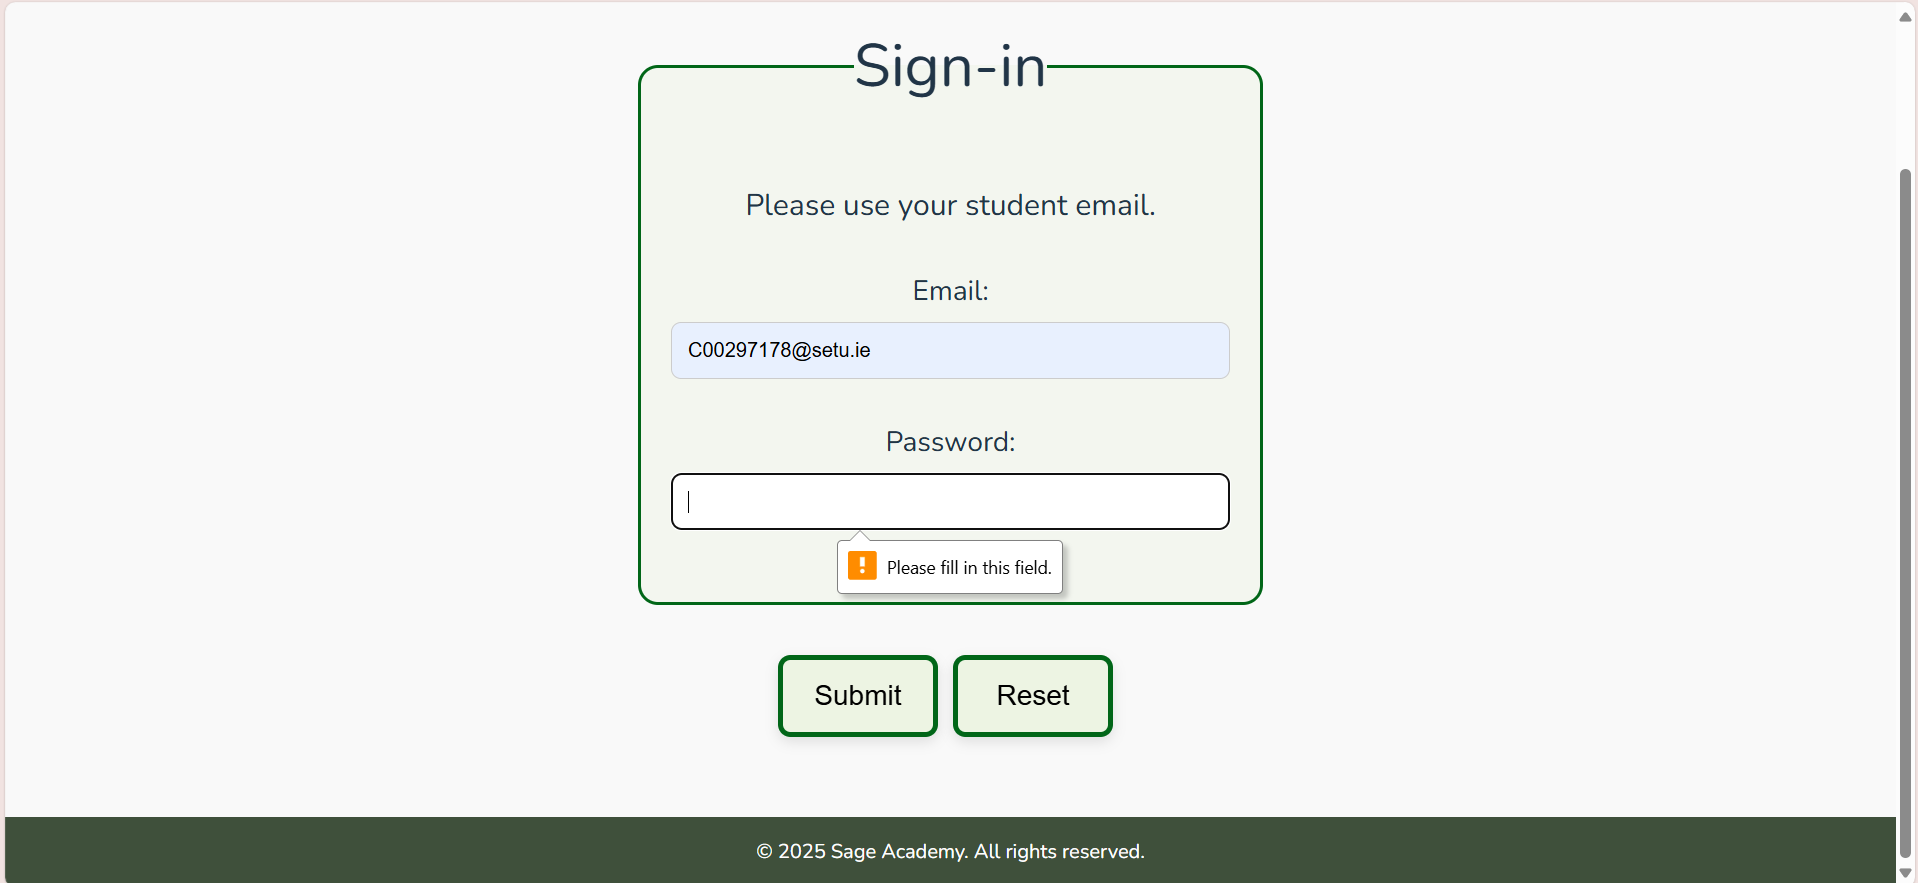 Sign-in
Please use your student email.
Email:
C00297178@setu.ie
Password:
Please fill in this field.
Submit
Reset
© 2025 Sage Academy. All rights reserved.